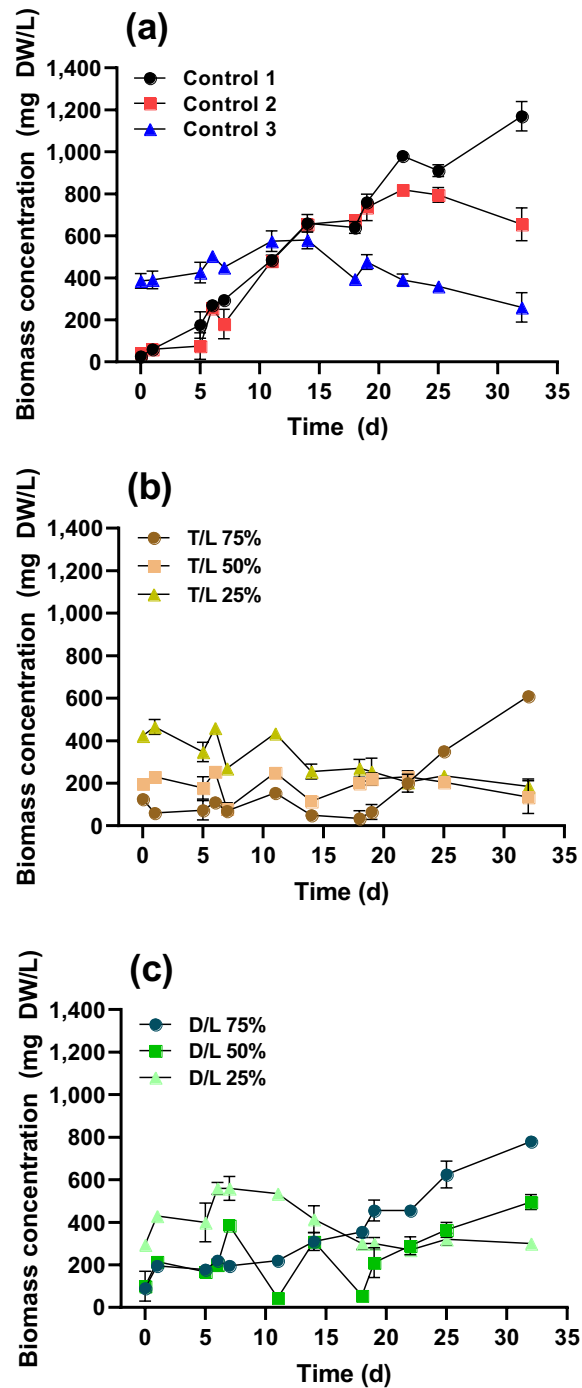 (a)
Biomass concentration (mg DW/L)
1,400
1,200
1,000
800
600
400
200
0
Control 1
Control 2
Control 3
0 5 10 15 20 25 30 35
Time (d)
(b)
Biomass concentration (mg DW/L)
1,400
1,200
1,000
800
600
400
200
0
T/L 75%
T/L 50%
T/L 25%
0 5 10 15 20 25 30 35
Time (d)
(c)
Biomass concentration (mg DW/L)
1,400
1,200
1,000
800
600
400
200
0
D/L 75%
D/L 50%
D/L 25%
0 5 10 15 20 25 30 35
Time (d)